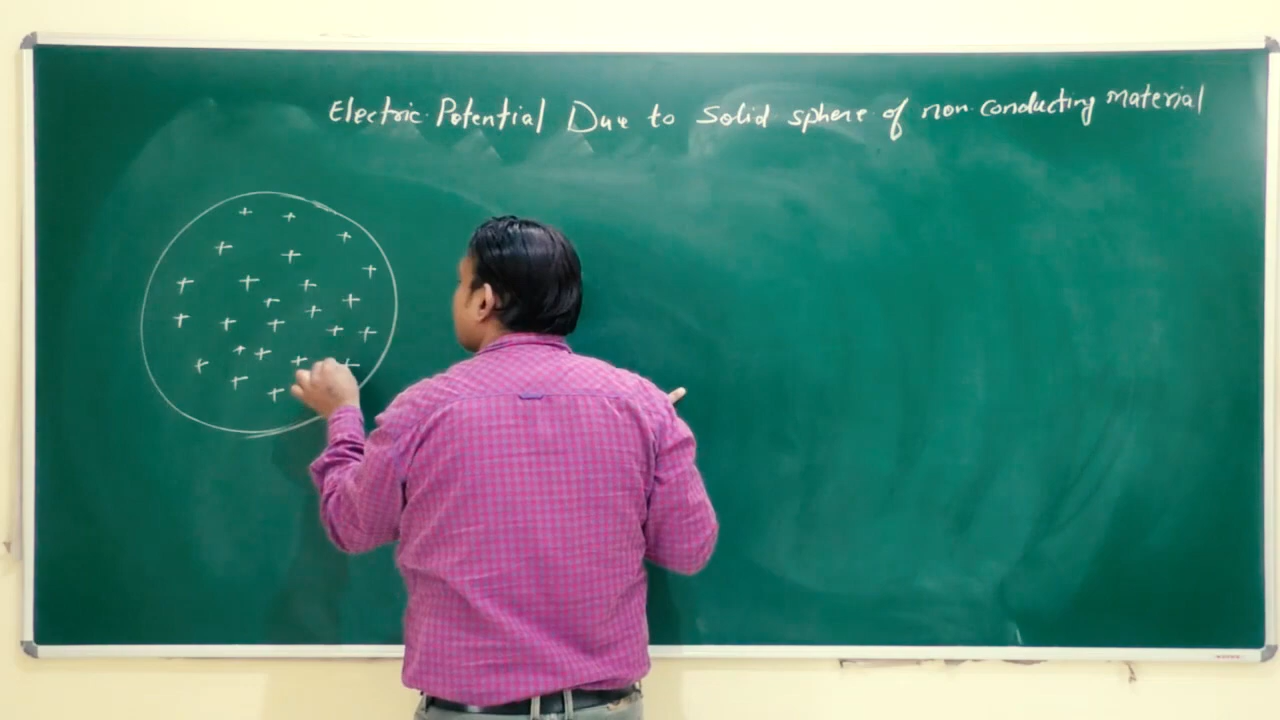 Electric Potential Due to Solid sphere of non conducting material
+ + + + + + + + + + + + + + + + + + + + + + + + +